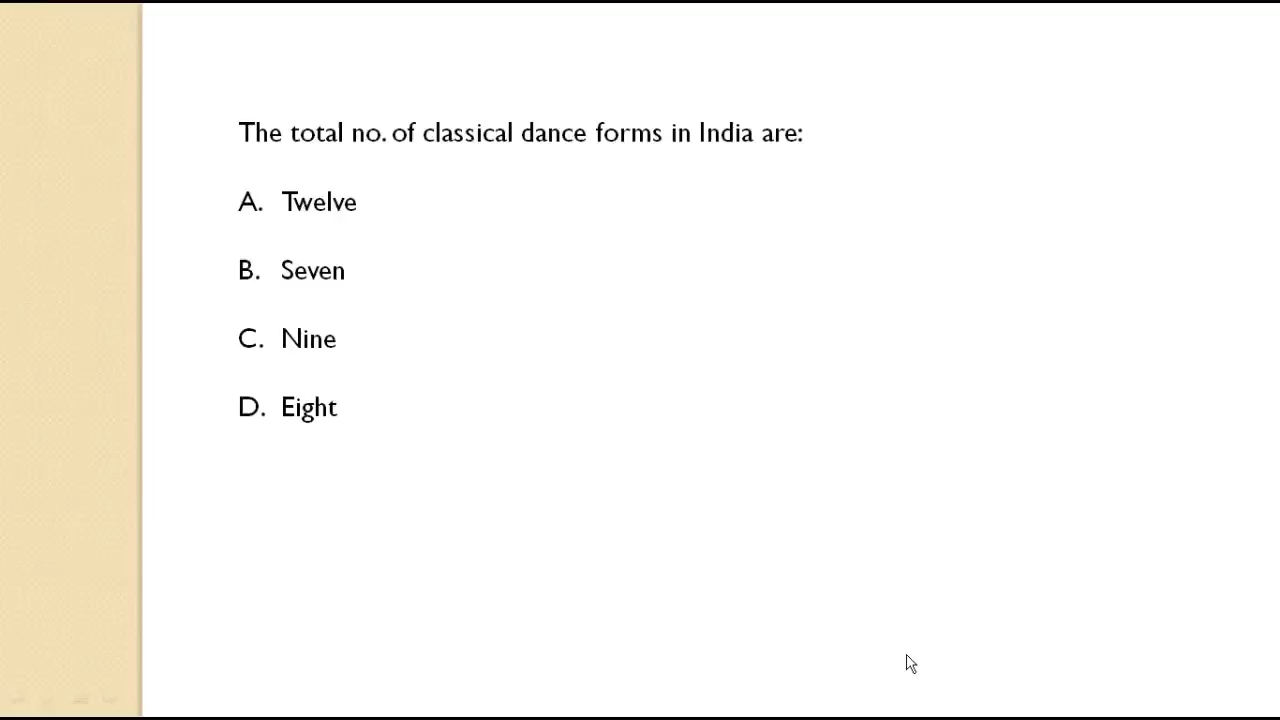 The total no. of classical dance forms in India are:
A. Twelve
B. Seven
C. Nine
D. Eight